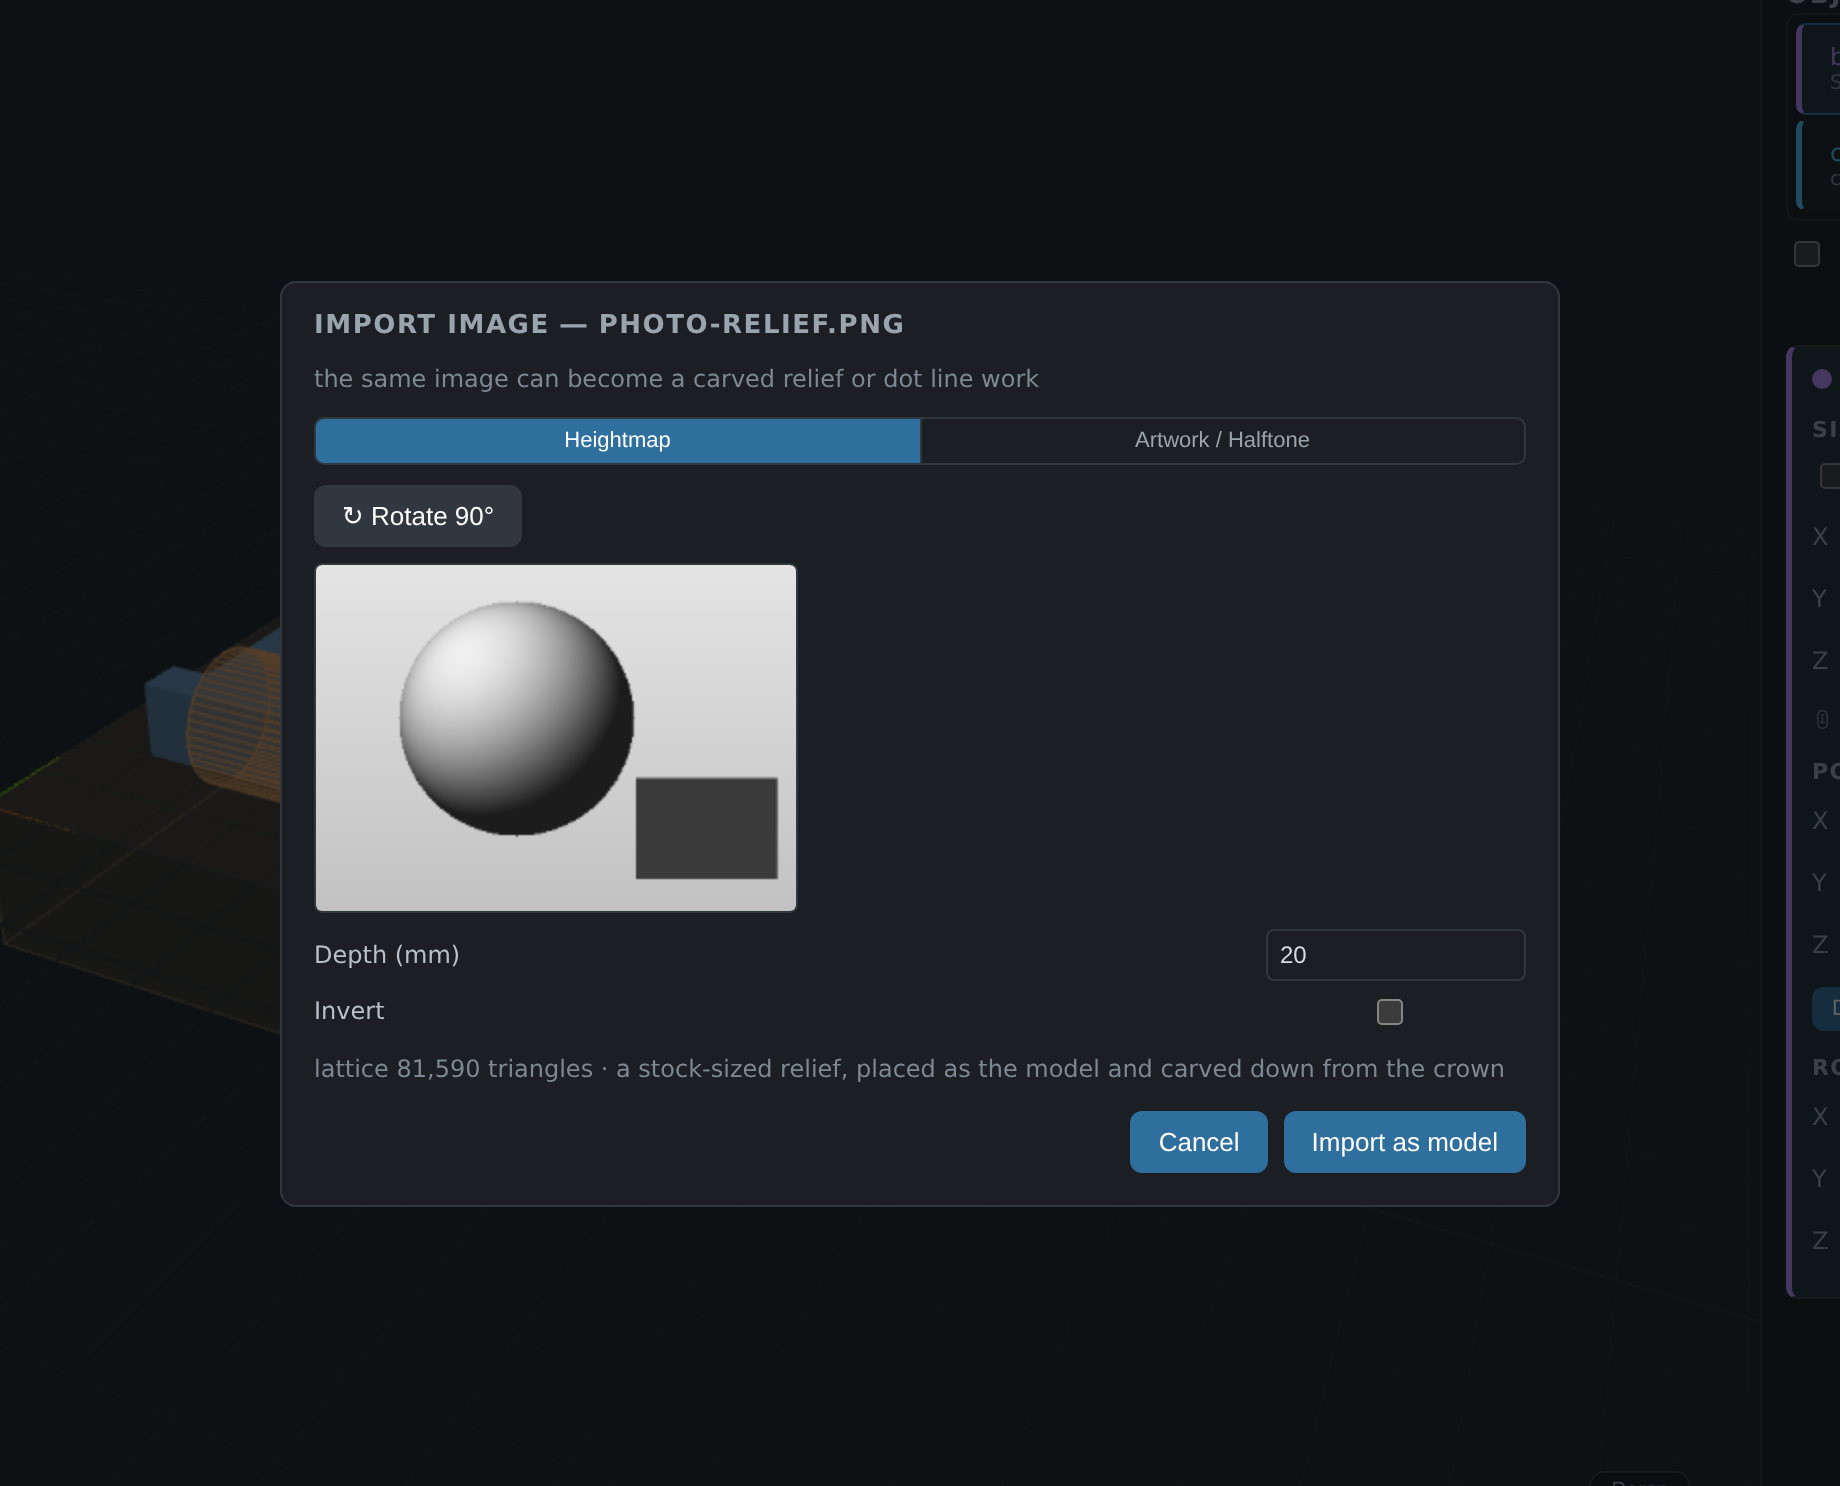 IMPORT IMAGE — PHOTO-RELIEF.PNG
the same image can become a carved relief or dot line work
Heightmap
Artwork / Halftone
↻ Rotate 90°
Depth (mm)
20
Invert
lattice 81,590 triangles · a stock-sized relief, placed as the model and carved down from the crown
Cancel
Import as model
X
Y
Z
X
Y
Z
X
Y
Z